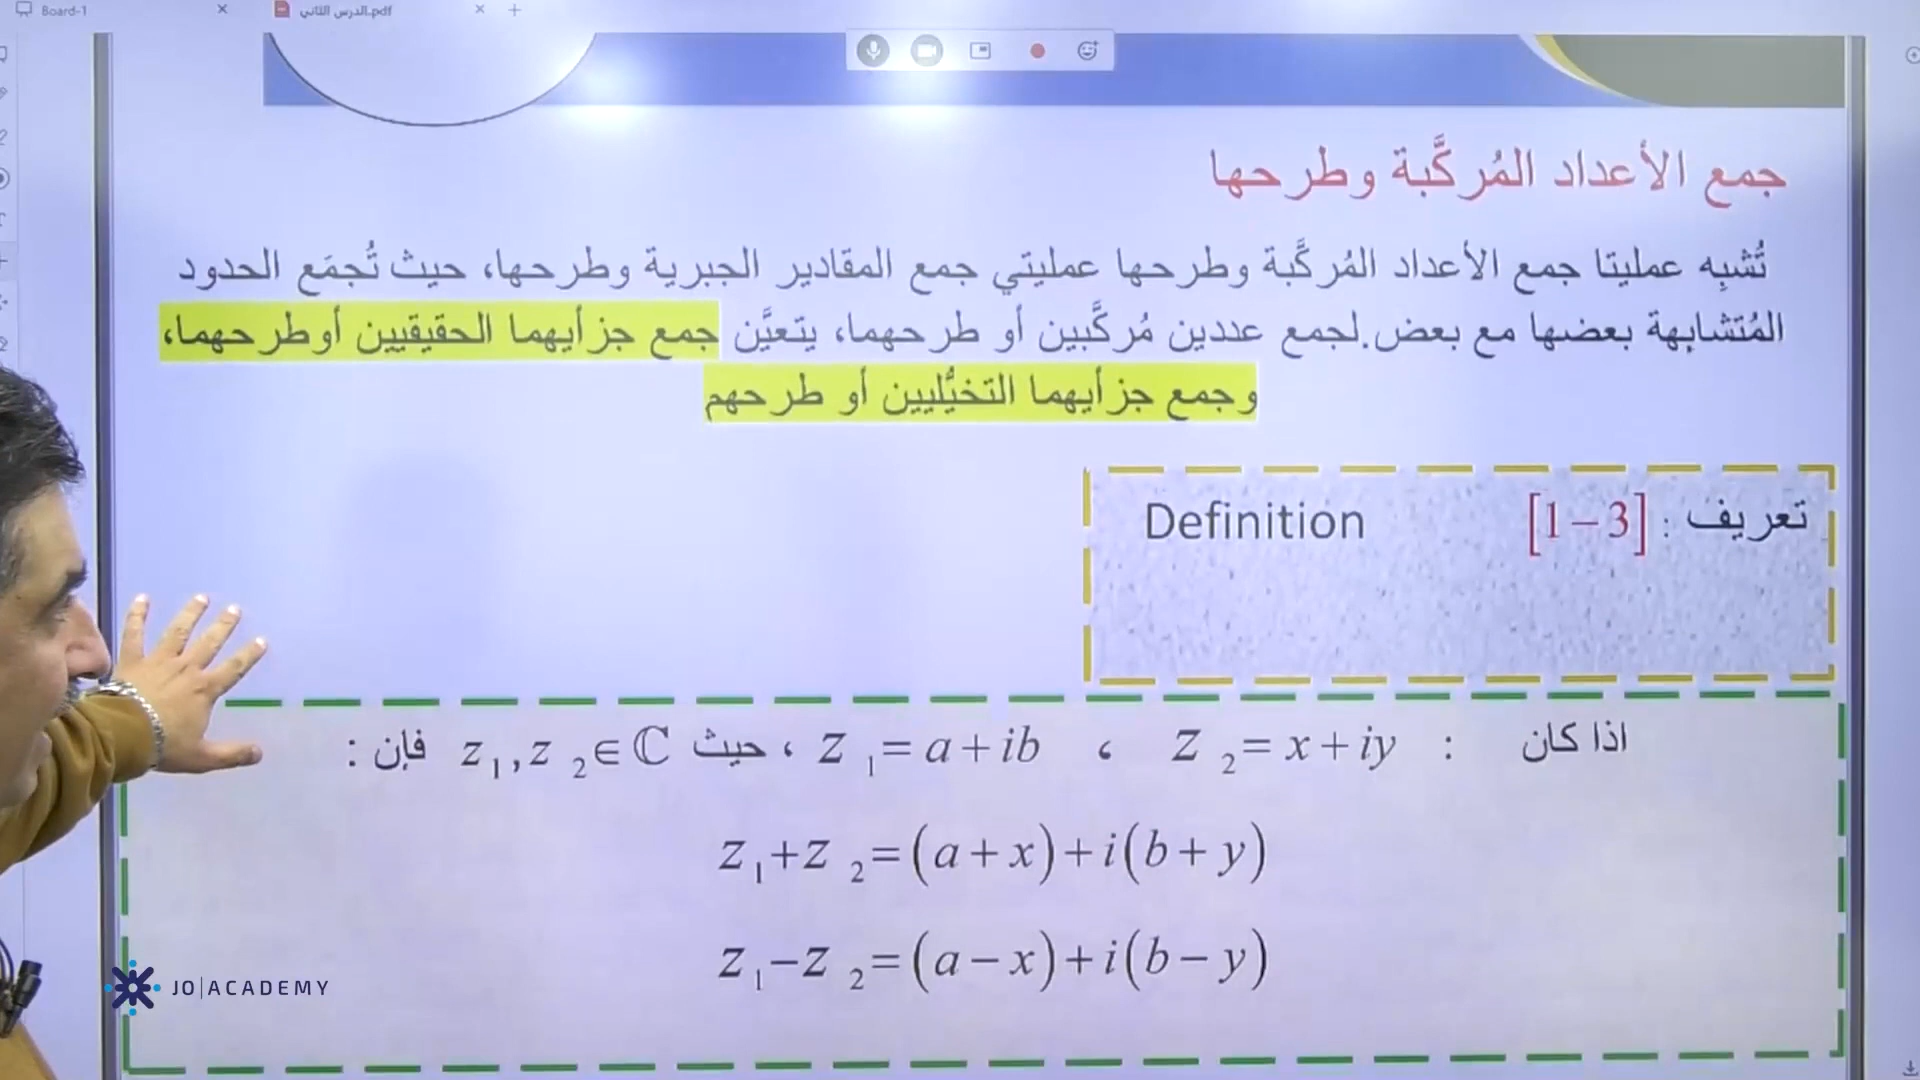 Board-1
الدرس الثاني.pdf
جمع الأعداد المُركَّبة وطرحها
تُشبِه عمليتا جمع الأعداد المُركَّبة وطرحها عمليتي جمع المقادير الجبرية وطرحها، حيث تُجمَع الحدود
المُتشابهة بعضها مع بعض.لجمع عددين مُركَّبين أو طرحهما، يتعيَّن جمع جزأيهما الحقيقيين أوطرحهما،
وجمع جزأيهما التخيُّليين أو طرحهم
تعريف : [1-3] Definition
اذا كان : z₂=x+iy ، z₁=a+ib ، حيث z₁,z₂∈ℂ فإن :
z₁+z₂=(a+x)+i(b+y)
z₁-z₂=(a-x)+i(b-y)
JO|ACADEMY